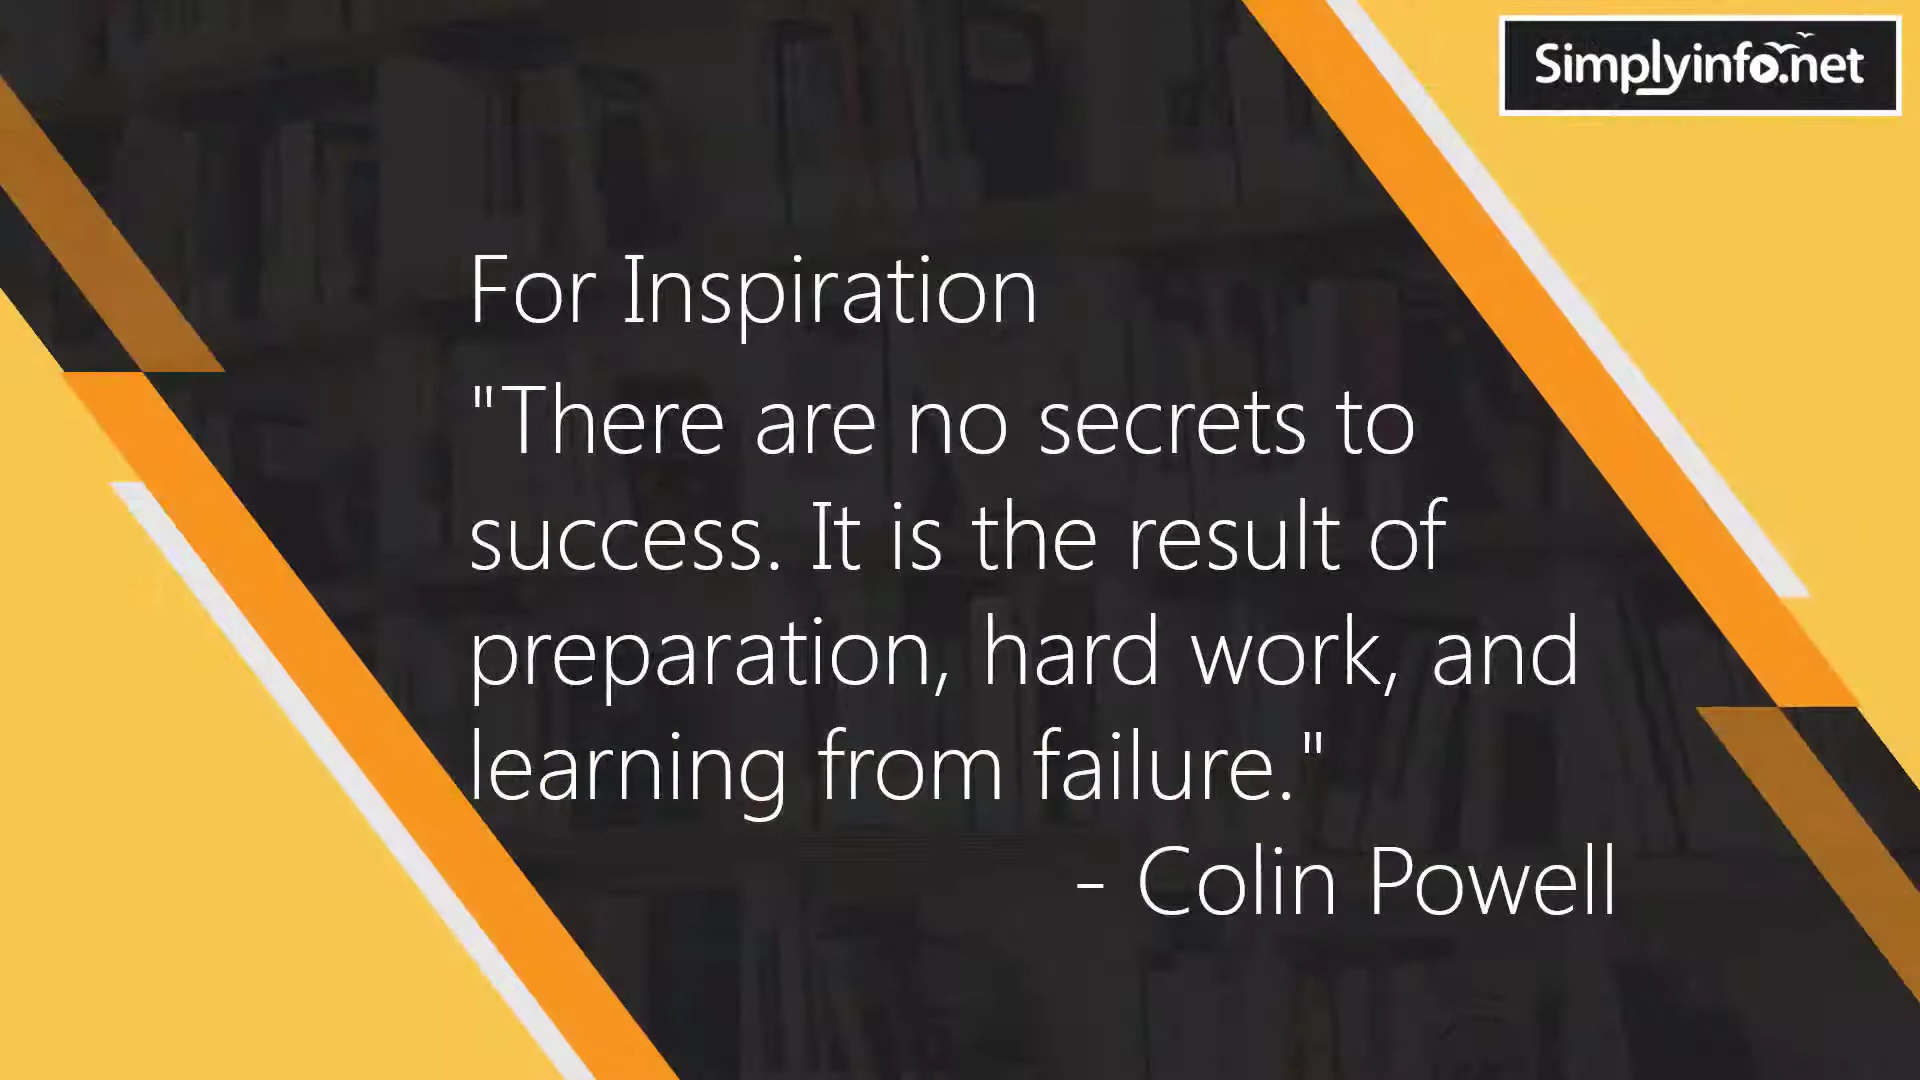 Simplyinfo.net
For Inspiration
"There are no secrets to
success. It is the result of
preparation, hard work, and
learning from failure."
- Colin Powell